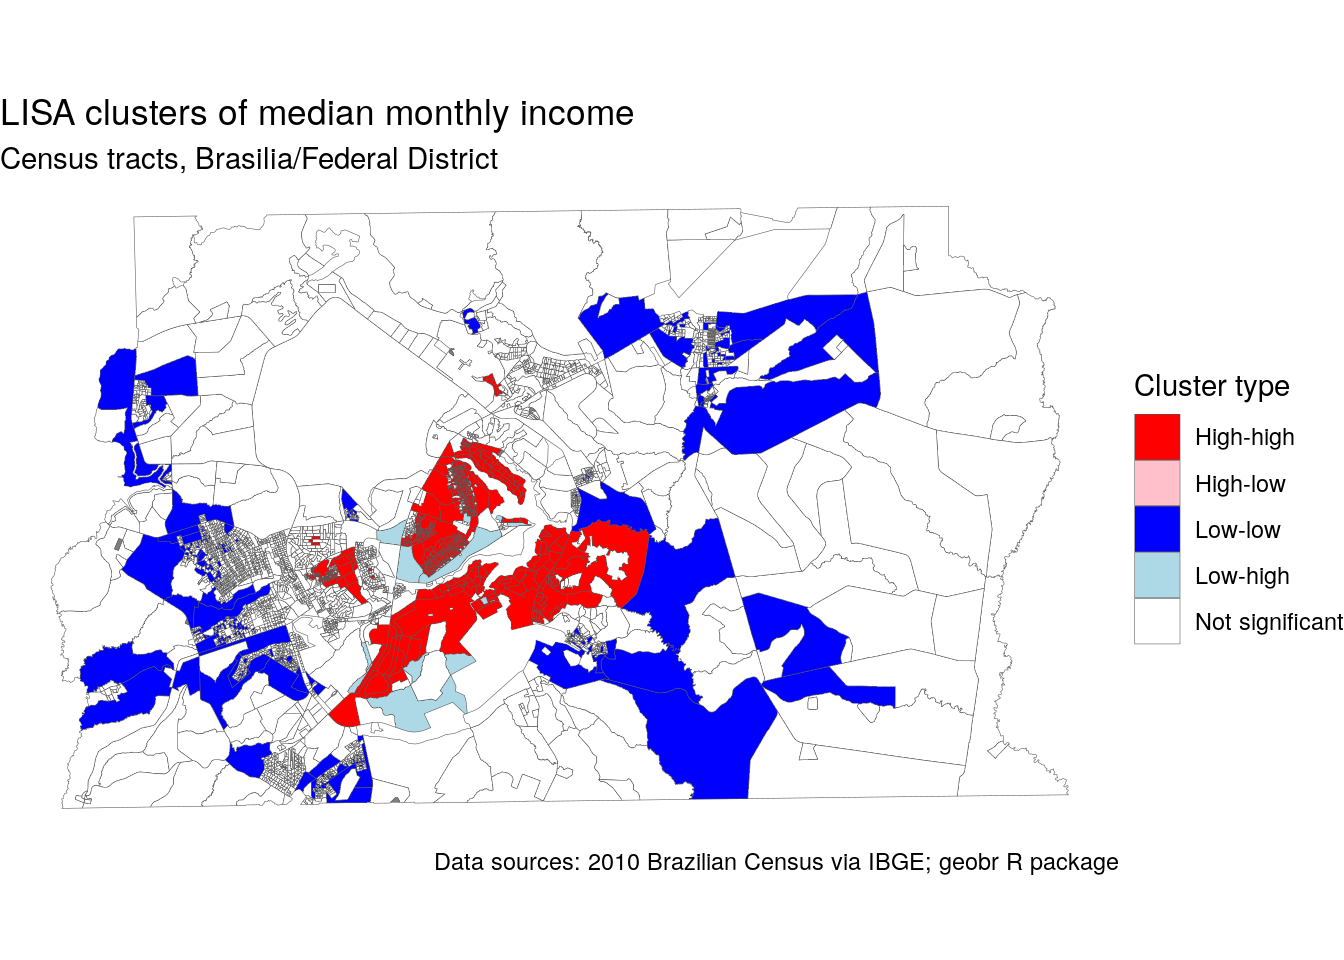 LISA clusters of median monthly income
Census tracts, Brasilia/Federal District
Cluster type
High-high
High-low
Low-low
Low-high
Not significant
Data sources: 2010 Brazilian Census via IBGE; geobr R package